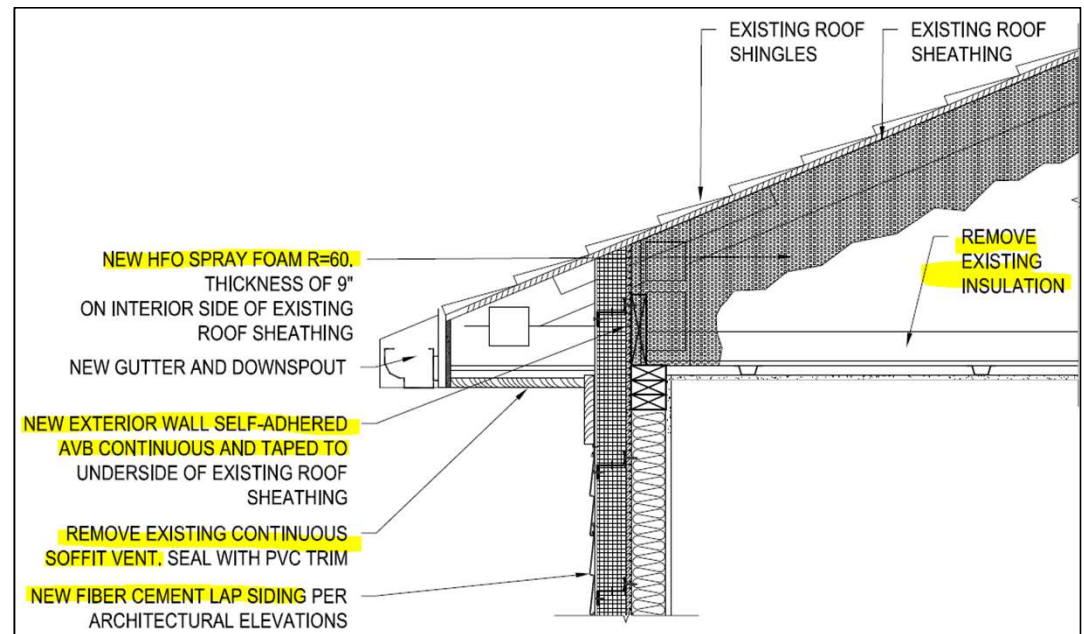 EXISTING ROOF
SHINGLES
EXISTING ROOF
SHEATHING
NEW HFO SPRAY FOAM R=60.
THICKNESS OF 9"
ON INTERIOR SIDE OF EXISTING
ROOF SHEATHING
NEW GUTTER AND DOWNSPOUT
NEW EXTERIOR WALL SELF-ADHERED
AVB CONTINUOUS AND TAPED TO
UNDERSIDE OF EXISTING ROOF
SHEATHING
REMOVE EXISTING CONTINUOUS
SOFFIT VENT. SEAL WITH PVC TRIM
NEW FIBER CEMENT LAP SIDING PER
ARCHITECTURAL ELEVATIONS
REMOVE
EXISTING
INSULATION